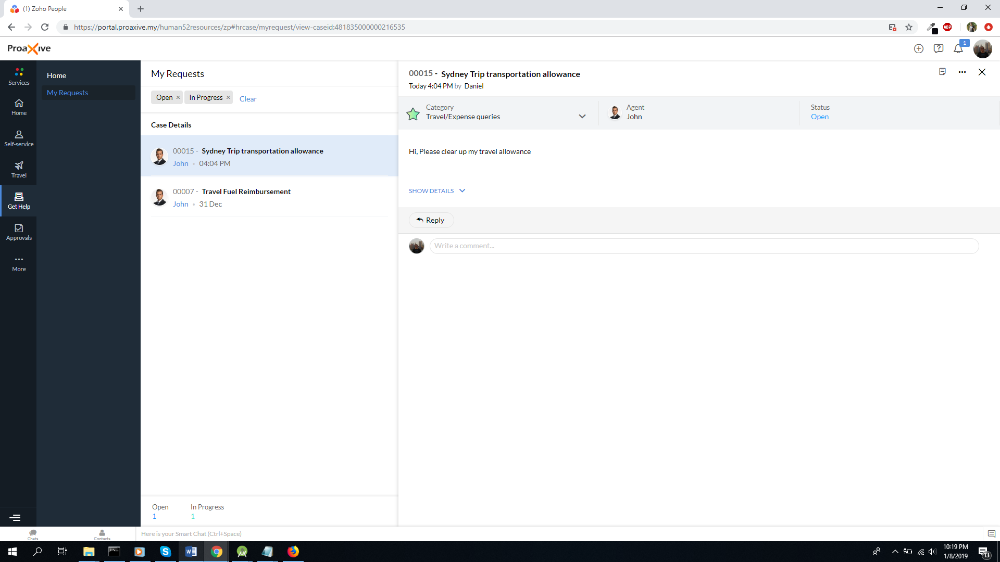 (1) Zoho People
https://portal.proaxive.my/human52resources/zp#hrcase/myrequest/view-caseid:481835000000216535
ABP
ProaXive
1
Services
Home
Self-service
Travel
Get Help
Approvals
More
Home
My Requests
My Requests
Open × In Progress × Clear
Case Details
00015 - Sydney Trip transportation allowance
John • 04:04 PM
00007 - Travel Fuel Reimbursement
John • 31 Dec
Open
1
In Progress
1
00015 - Sydney Trip transportation allowance
Today 4:04 PM by Daniel
Category
Travel/Expense queries
Agent
John
Status
Open
Hi, Please clear up my travel allowance
SHOW DETAILS
Reply
Write a comment...
Chats
Contacts
Here is your Smart Chat (Ctrl+Space)
10:19 PM
1/8/2019
13